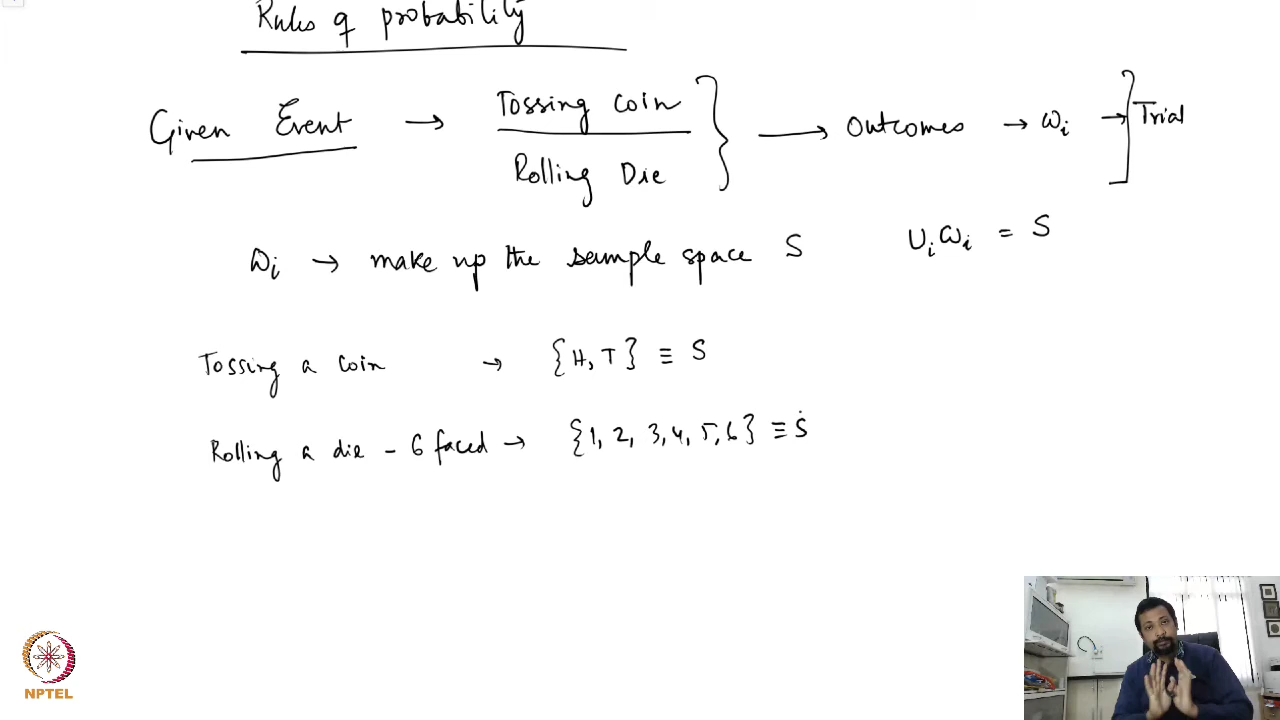 Rules of probability
Given Event → Tossing coin → Outcomes → ωi → Trial
Rolling Die
ωi → make up the sample space S Uiωi = S
Tossing a coin → {H, T} ≡ S
Rolling a die - 6 faced → {1, 2, 3, 4, 5, 6} ≡ S
NPTEL